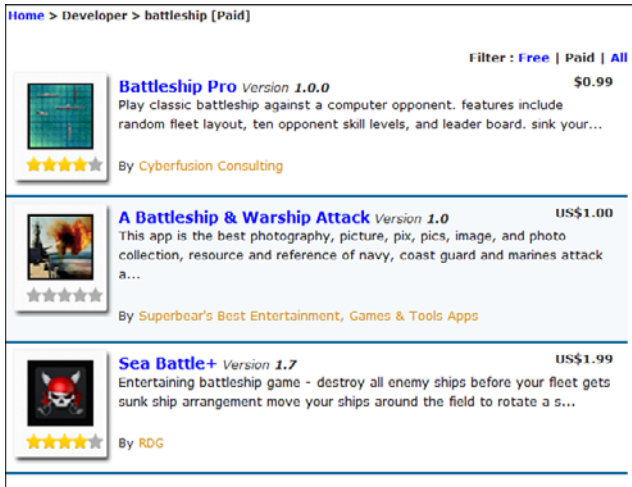 Home > Developer > battleship [Paid]
Filter : Free | Paid | All
Battleship Pro Version 1.0.0 $0.99
Play classic battleship against a computer opponent. features include
random fleet layout, ten opponent skill levels, and leader board. sink your...
By Cyberfusion Consulting
A Battleship & Warship Attack Version 1.0 US$1.00
This app is the best photography, picture, pix, pics, image, and photo
collection, resource and reference of navy, coast guard and marines attack
a...
By Superbear's Best Entertainment, Games & Tools Apps
Sea Battle+ Version 1.7 US$1.99
Entertaining battleship game - destroy all enemy ships before your fleet gets
sunk ship arrangement move your ships around the field to rotate a s...
By RDG